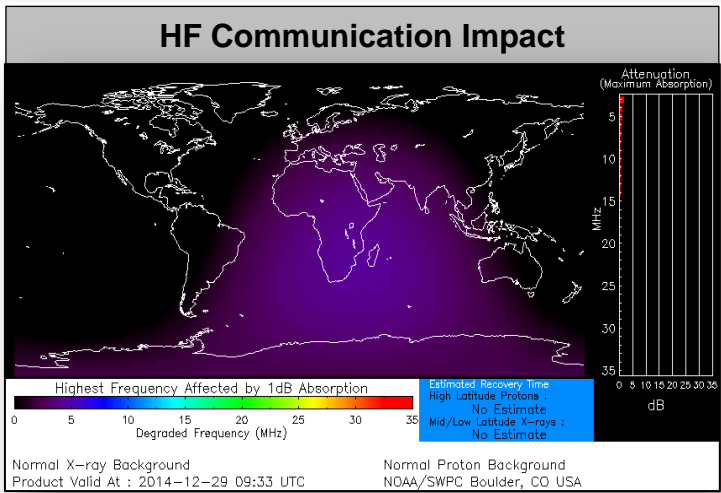 HF Communication Impact
Attenuation
(Maximum Absorption)
5
10
15
20
25
30
35
MHz
0 5 10 15 20 25 30 35
dB
Highest Frequency Affected by 1dB Absorption
0 5 10 15 20 25 30 35
Degraded Frequency (MHz)
Estimated Recovery Time
High Latitude Protons :
No Estimate
Mid/Low Latitude X-rays :
No Estimate
Normal X-ray Background
Normal Proton Background
Product Valid At : 2014-12-29 09:33 UTC
NOAA/SWPC Boulder, CO USA